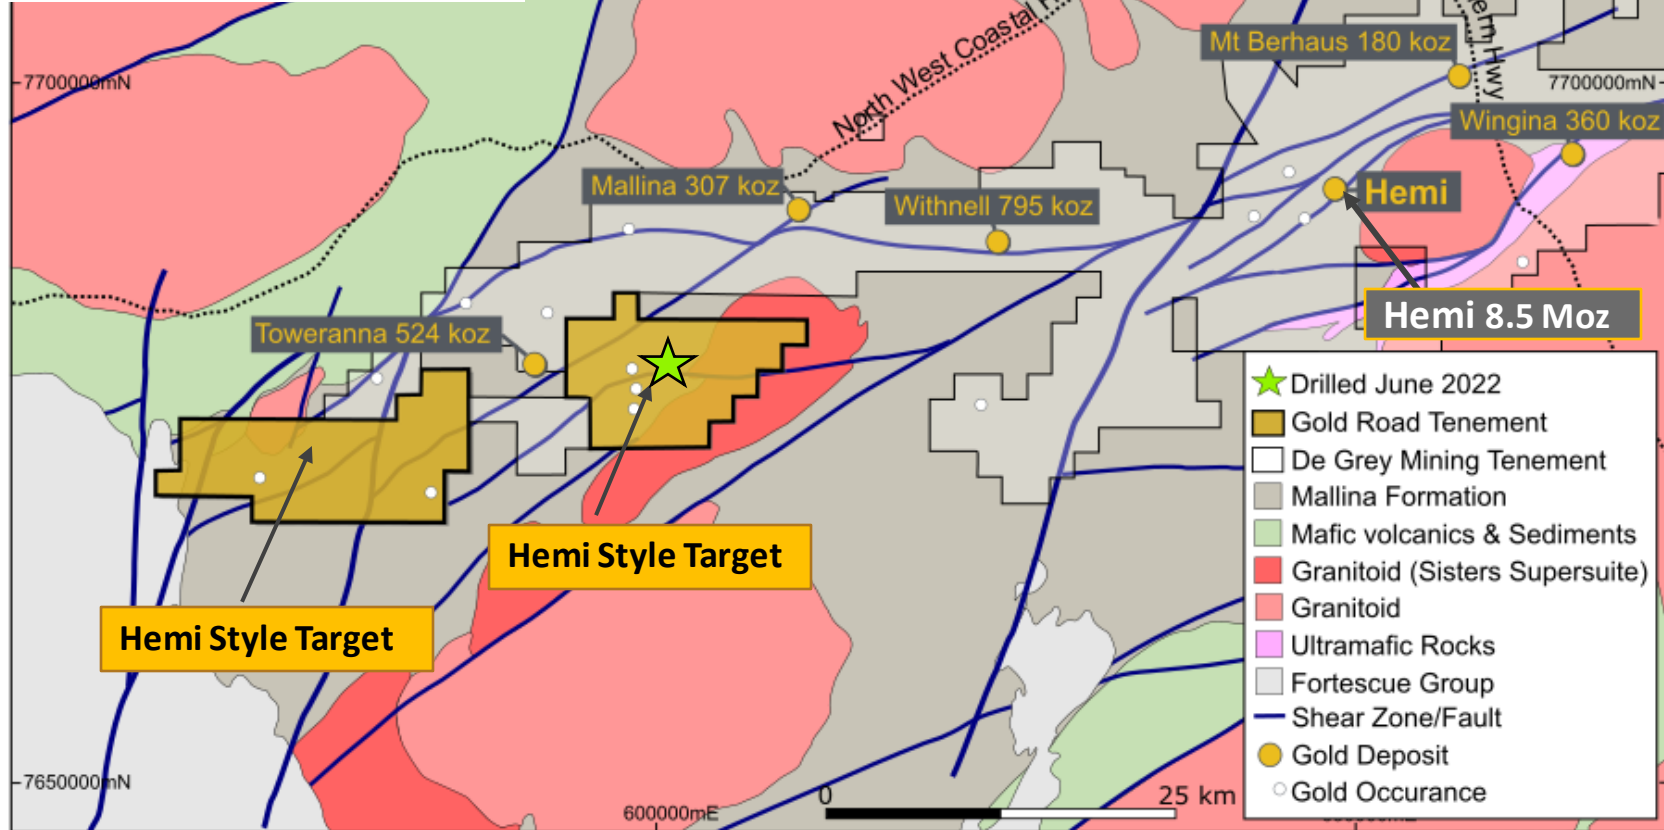 North West Coastal
ern Hwy
Mt Berhaus 180 koz
7700000mN
7700000mN
Wingina 360 koz
Mallina 307 koz
Withnell 795 koz
Hemi
Hemi 8.5 Moz
Toweranna 524 koz
Hemi Style Target
Hemi Style Target
Drilled June 2022
Gold Road Tenement
De Grey Mining Tenement
Mallina Formation
Mafic volcanics & Sediments
Granitoid (Sisters Supersuite)
Granitoid
Ultramafic Rocks
Fortescue Group
Shear Zone/Fault
Gold Deposit
Gold Occurance
7650000mN
600000mE
0
25 km